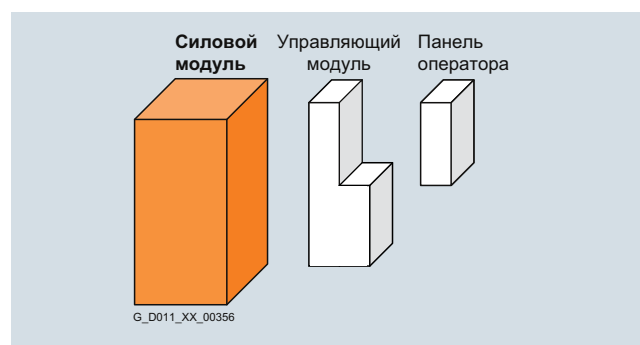 Силовой
модуль
Управляющий
модуль
Панель
оператора
G_D011_XX_00356